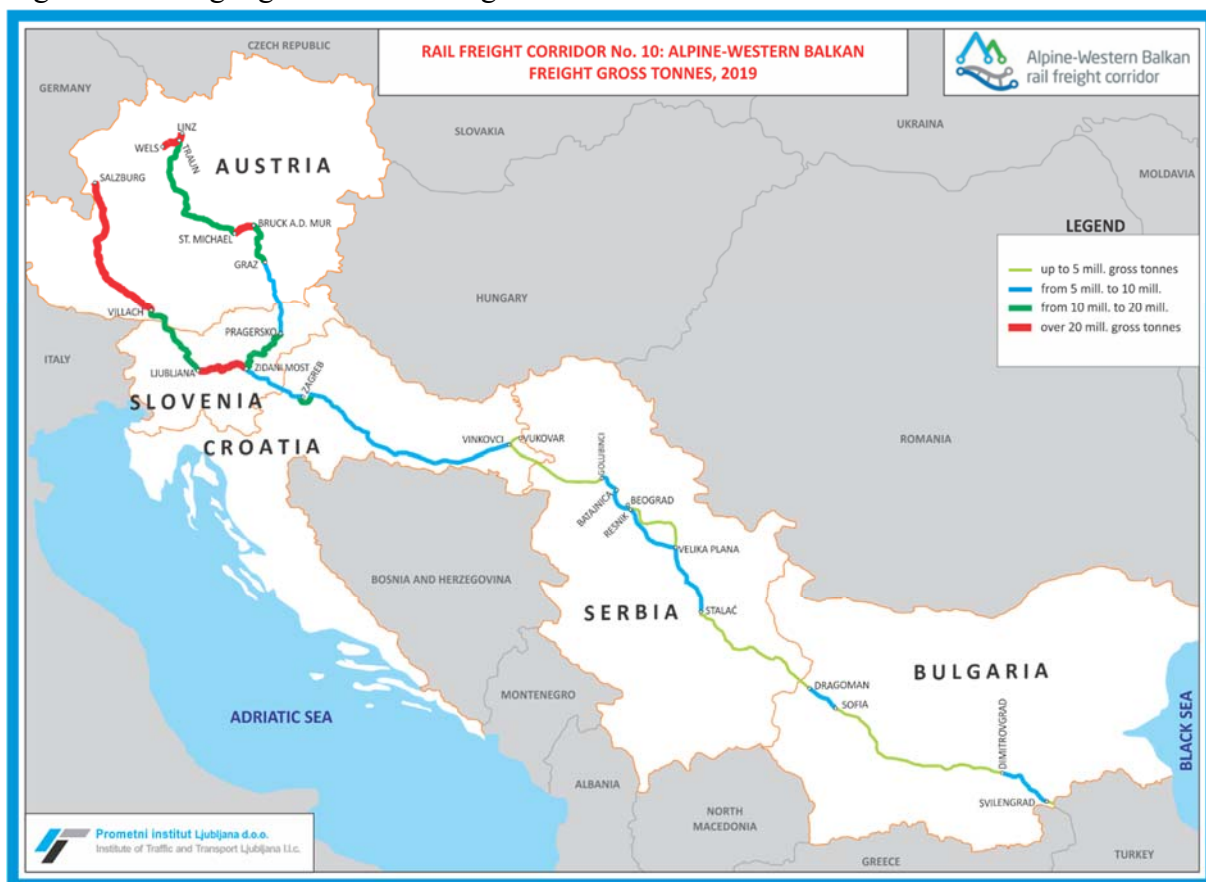 RAIL FREIGHT CORRIDOR No. 10: ALPINE-WESTERN BALKAN
FREIGHT GROSS TONNES, 2019
Alpine-Western Balkan
rail freight corridor
CZECH REPUBLIC
GERMANY
SLOVAKIA
UKRAINE
MOLDAVIA
LINZ
WELS
TRAUN
AUSTRIA
SALZBURG
BRUCK A.D. MUR
ST. MICHAEL
GRAZ
LEGEND
up to 5 mill. gross tonnes
from 5 mill. to 10 mill.
from 10 mill. to 20 mill.
over 20 mill. gross tonnes
HUNGARY
VILLACH
PRAGERSKO
ITALY
LJUBLJANA
ZIDANI MOST
ZAGREB
SLOVENIA
CROATIA
VINKOVCI
VUKOVAR
GOLUBINCI
ROMANIA
BATAJNICA
BEOGRAD
RESNIK
VELIKA PLANA
BOSNIA AND HERZEGOVINA
SERBIA
STALAĆ
BULGARIA
DRAGOMAN
SOFIA
DIMITROVGRAD
MONTENEGRO
ADRIATIC SEA
BLACK SEA
SVILENGRAD
ALBANIA
NORTH
MACEDONIA
TURKEY
GREECE
Prometni institut Ljubljana d.o.o.
Institute of Traffic and Transport Ljubljana l.l.c.